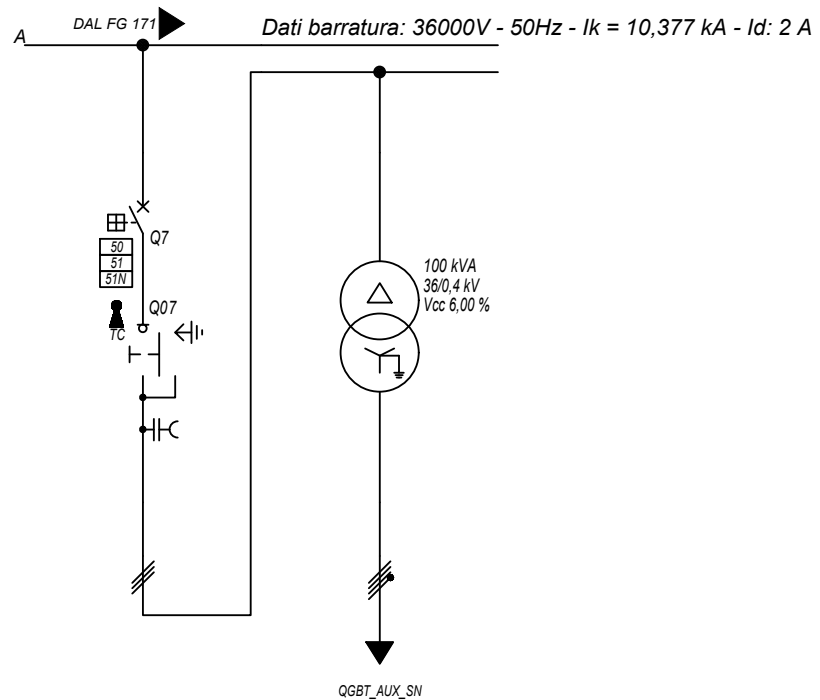 DAL FG 171
Dati barratura: 36000V - 50Hz - Ik = 10,377 kA - Id: 2 A
A
Q7
50
51
51N
Q07
TC
100 kVA
36/0,4 kV
Vcc 6,00 %
QGBT_AUX_SN